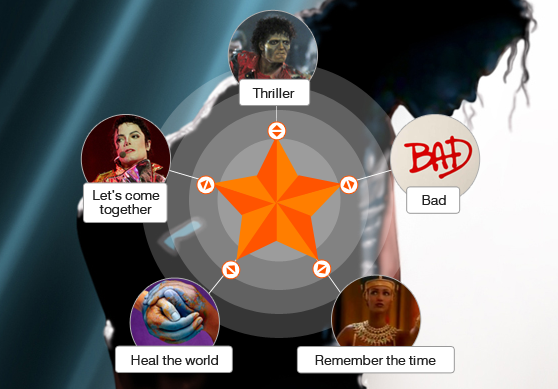 Thriller
BAD
Let's come
together
Bad
Heal the world
Remember the time